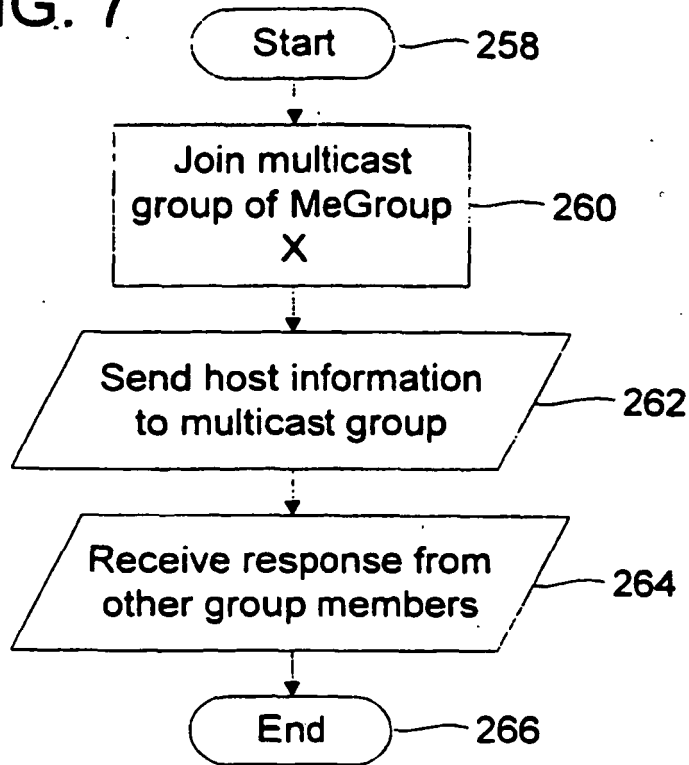 FIG. 7
Start
258
Join multicast
group of MeGroup
X
260
Send host information
to multicast group
262
Receive response from
other group members
264
End
266